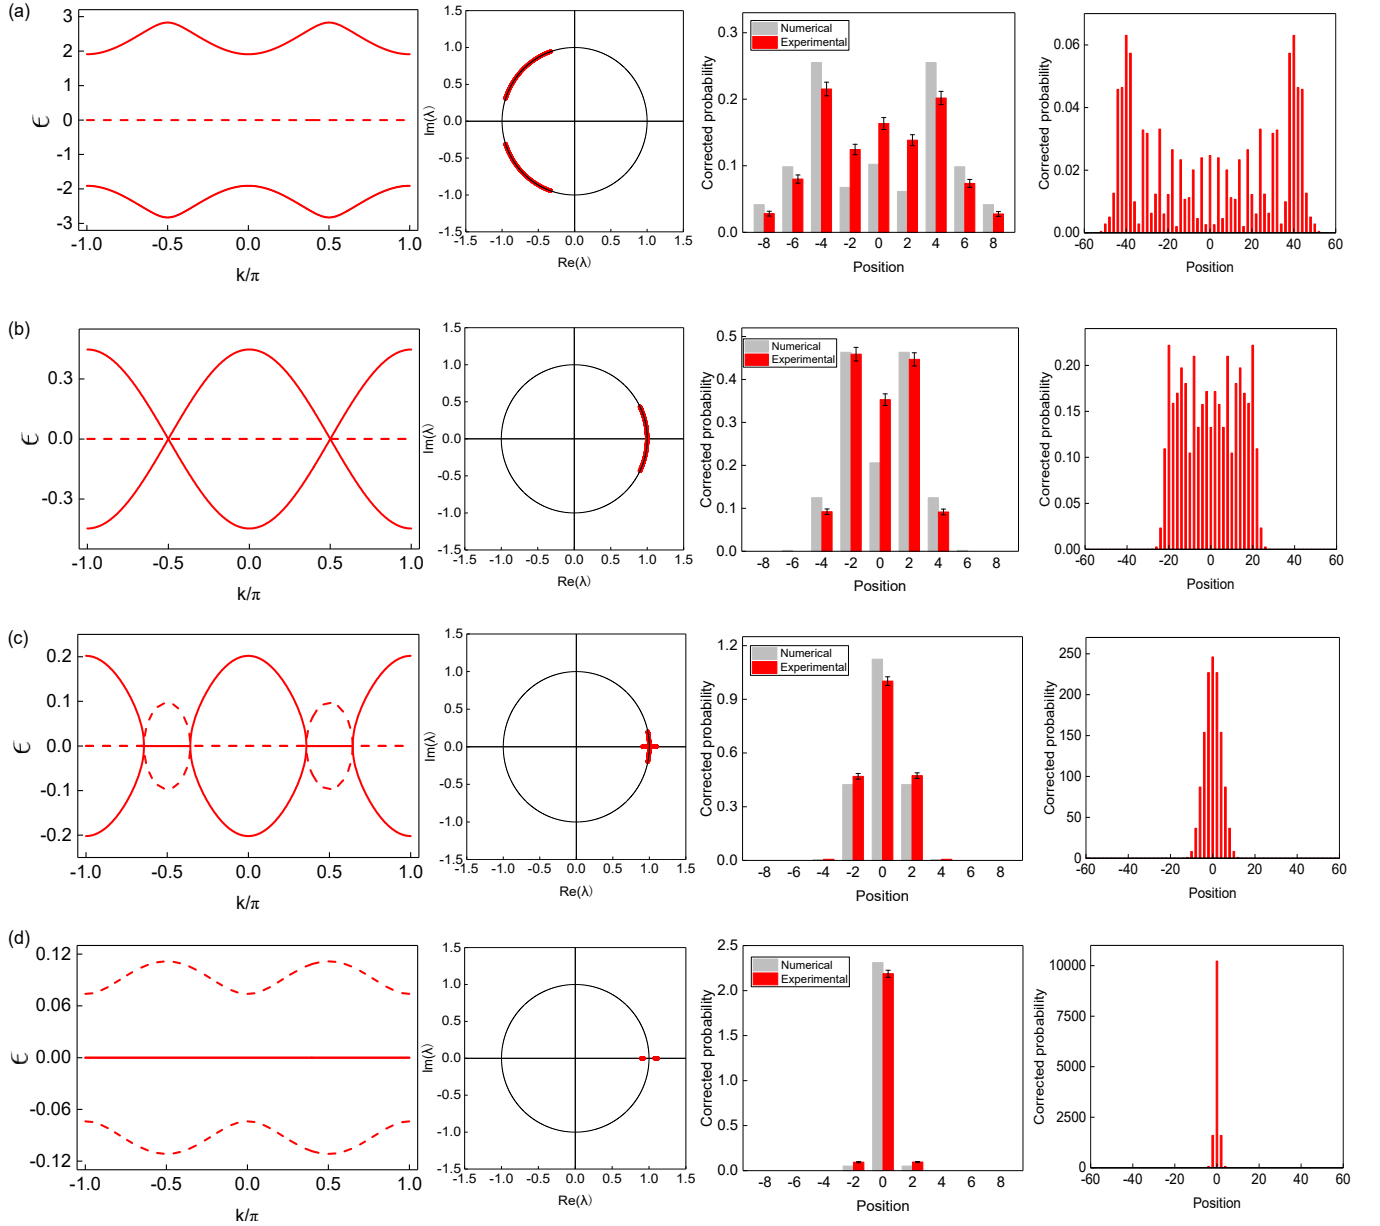 (a)
3
2
1
0
-1
-2
-3
ϵ
-1.0 -0.5 0.0 0.5 1.0
k/π
1.5
1.0
0.5
0.0
-0.5
-1.0
-1.5
Im(λ)
-1.5 -1.0 -0.5 0.0 0.5 1.0 1.5
Re(λ)
Numerical
Experimental
0.3
0.2
0.1
0.0
Corrected probability
-8 -6 -4 -2 0 2 4 6 8
Position
0.06
0.04
0.02
0.00
Corrected probability
-60 -40 -20 0 20 40 60
Position
(b)
0.3
0.0
-0.3
ϵ
-1.0 -0.5 0.0 0.5 1.0
k/π
1.5
1.0
0.5
0.0
-0.5
-1.0
-1.5
Im(λ)
-1.5 -1.0 -0.5 0.0 0.5 1.0 1.5
Re(λ)
Numerical
Experimental
0.5
0.4
0.3
0.2
0.1
0.0
Corrected probability
-8 -6 -4 -2 0 2 4 6 8
Position
0.20
0.15
0.10
0.05
0.00
Corrected probability
-60 -40 -20 0 20 40 60
Position
(c)
0.2
0.1
0.0
-0.1
-0.2
ϵ
-1.0 -0.5 0.0 0.5 1.0
k/π
1.5
1.0
0.5
0.0
-0.5
-1.0
-1.5
Im(λ)
-1.5 -1.0 -0.5 0.0 0.5 1.0 1.5
Re(λ)
Numerical
Experimental
1.2
0.9
0.6
0.3
0.0
Corrected probability
-8 -6 -4 -2 0 2 4 6 8
Position
250
200
150
100
50
0
Corrected probability
-60 -40 -20 0 20 40 60
Position
(d)
0.12
0.06
0.00
-0.06
-0.12
ϵ
-1.0 -0.5 0.0 0.5 1.0
k/π
1.5
1.0
0.5
0.0
-0.5
-1.0
-1.5
Im(λ)
-1.5 -1.0 -0.5 0.0 0.5 1.0 1.5
Re(λ)
Numerical
Experimental
2.5
2.0
1.5
1.0
0.5
0.0
Corrected probability
-8 -6 -4 -2 0 2 4 6 8
Position
10000
7500
5000
2500
0
Corrected probability
-60 -40 -20 0 20 40 60
Position